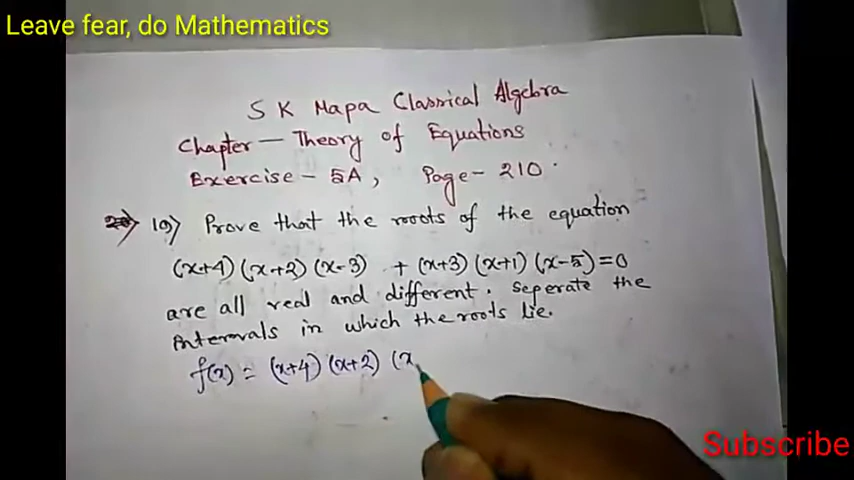 Leave fear, do Mathematics
S K Mapa Classical Algebra
Chapter — Theory of Equations
Exercise - 5A, Page - 210.
19) Prove that the roots of the equation
(x+4)(x+2)(x-3) + (x+3)(x+1)(x-5)=0
are all real and different. Seperate the
intervals in which the roots lie.
f(x) = (x+4)(x+2)(x
Subscribe